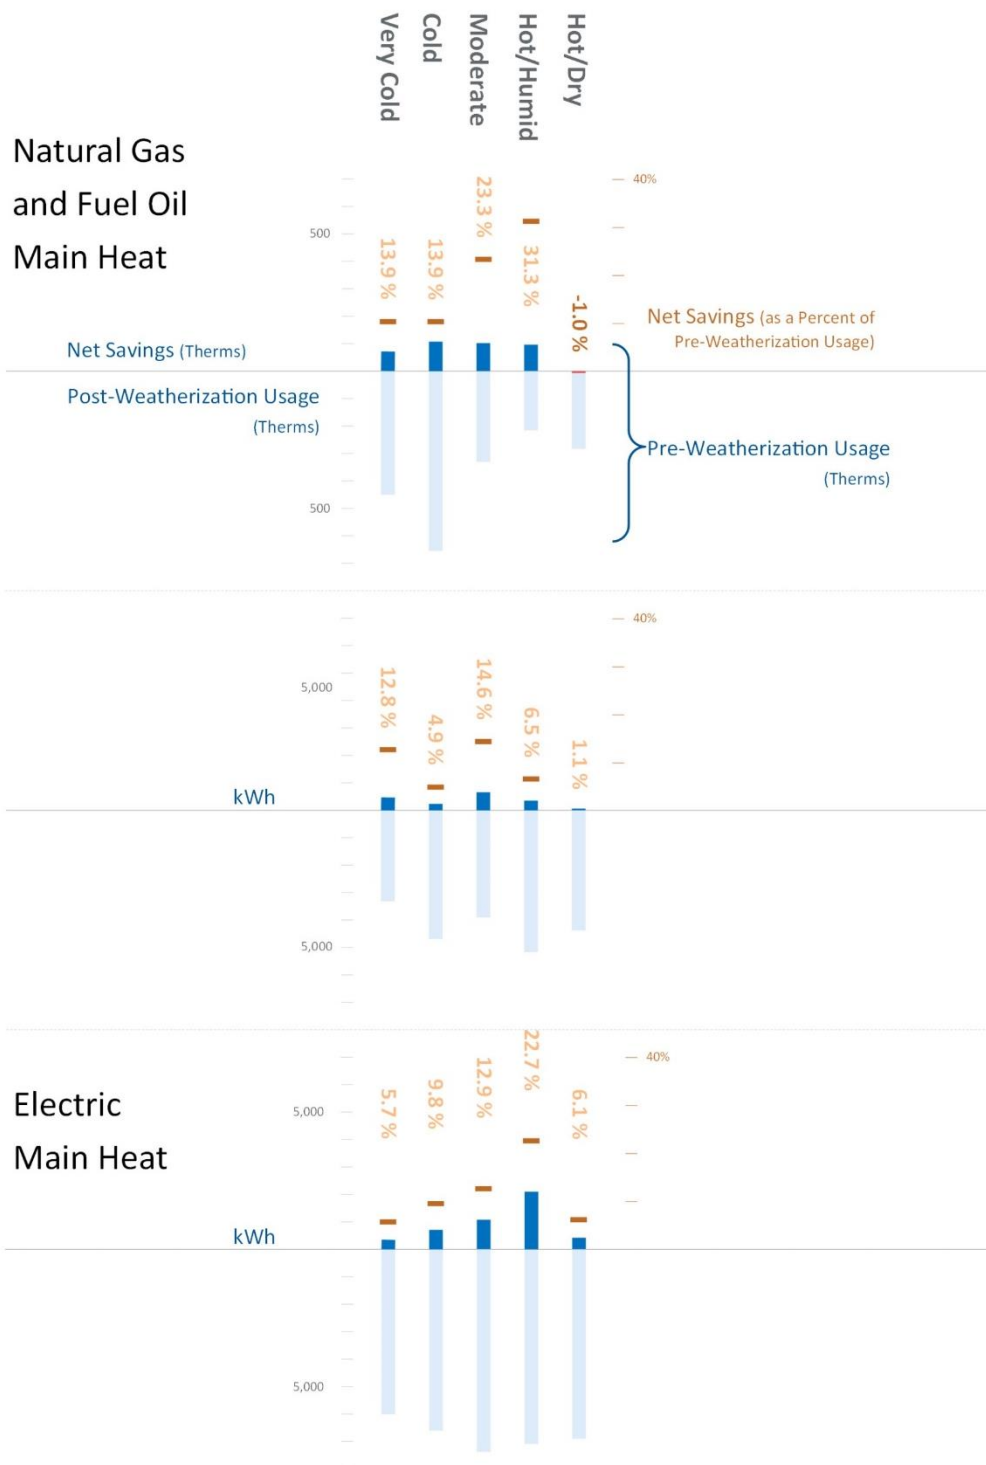 Very Cold
Cold
Moderate
Hot/Humid
Hot/Dry
Natural Gas
and Fuel Oil
Main Heat
40%
500
13.9 %
13.9 %
23.3 %
31.3 %
-1.0 %
Net Savings (as a Percent of
Pre-Weatherization Usage)
Net Savings (Therms)
Post-Weatherization Usage
(Therms)
Pre-Weatherization Usage
(Therms)
500
40%
5,000
12.8 %
4.9 %
14.6 %
6.5 %
1.1 %
kWh
5,000
40%
Electric
Main Heat
5,000
5.7 %
9.8 %
12.9 %
22.7 %
6.1 %
kWh
5,000